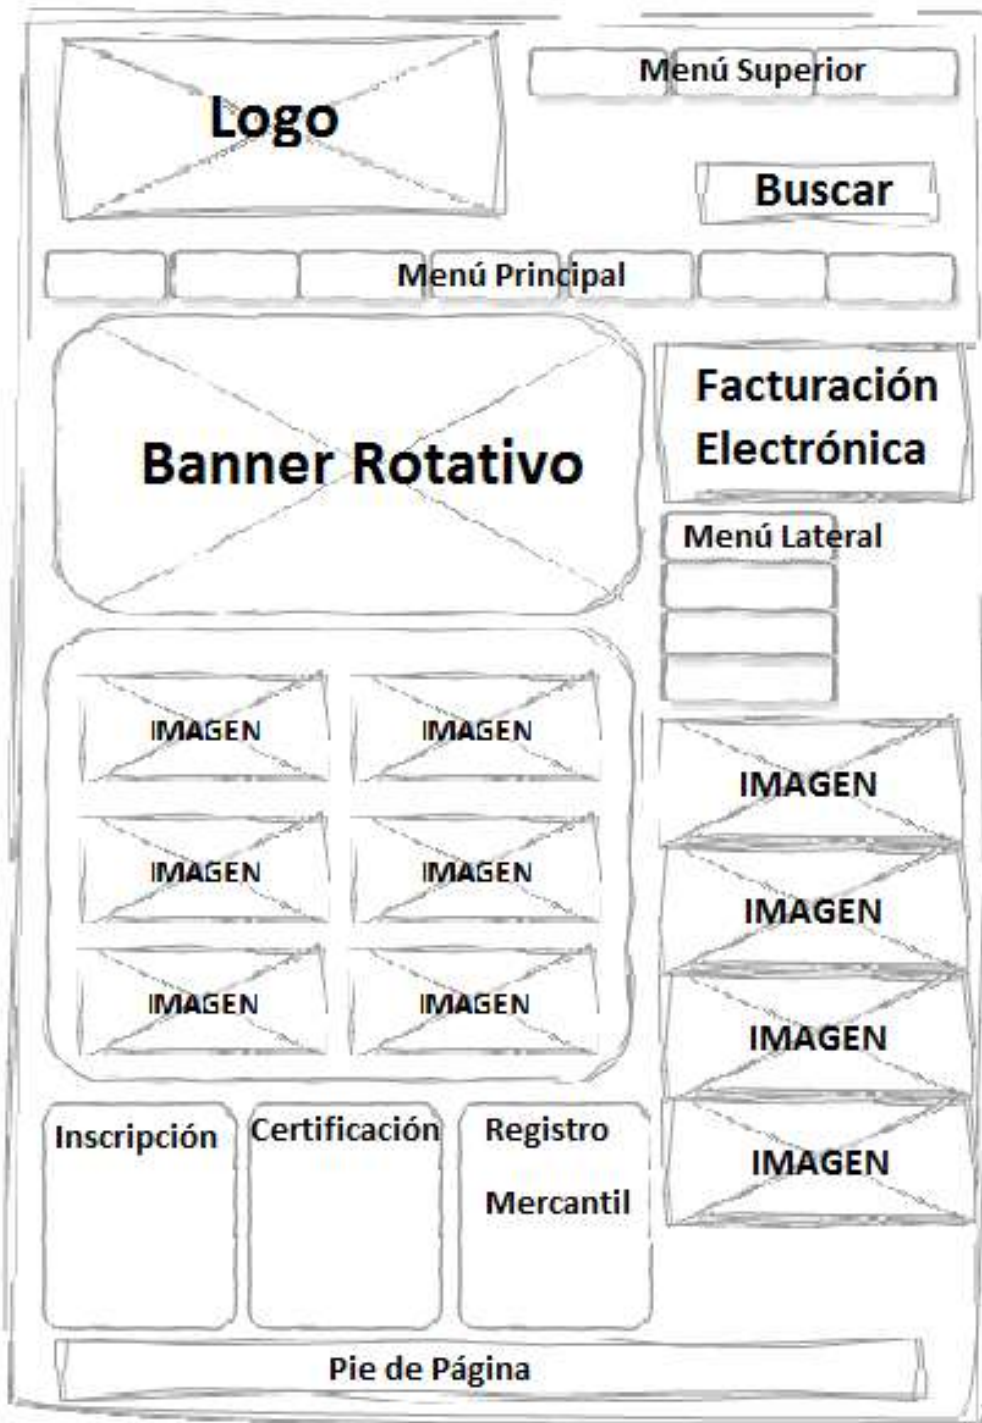 Logo
Menú Superior
Buscar
Menú Principal
Banner Rotativo
Facturación
Electrónica
Menú Lateral
IMAGEN
IMAGEN
IMAGEN
IMAGEN
IMAGEN
IMAGEN
IMAGEN
IMAGEN
IMAGEN
IMAGEN
Inscripción
Certificación
Registro
Mercantil
Pie de Página